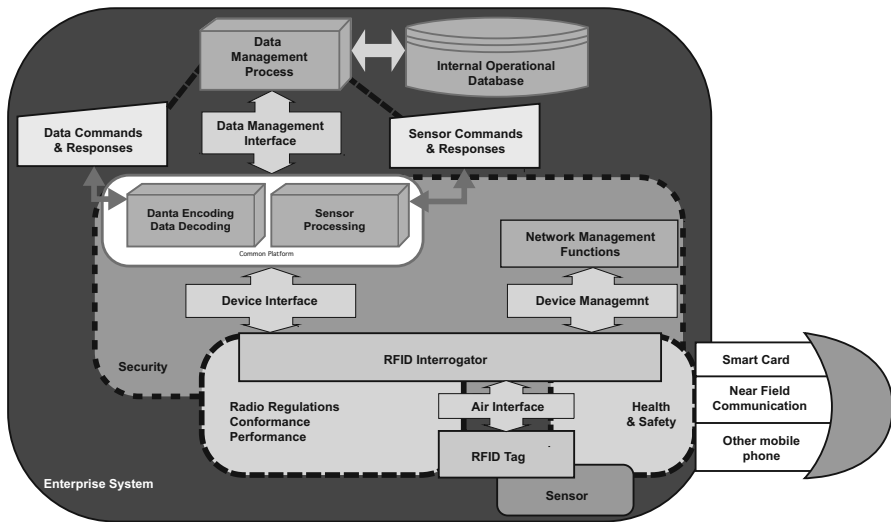 Data
Management
Process
Internal Operational
Database
Data Commands
& Responses
Data Management
Interface
Sensor Commands
& Responses
Danta Encoding
Data Decoding
Sensor
Processing
Common Platform
Network Management
Functions
Device Interface
Device Managemnt
Security
RFID Interrogator
Smart Card
Near Field
Communication
Other mobile
phone
Radio Regulations
Conformance
Performance
Air Interface
Health
& Safety
RFID Tag
Sensor
Enterprise System